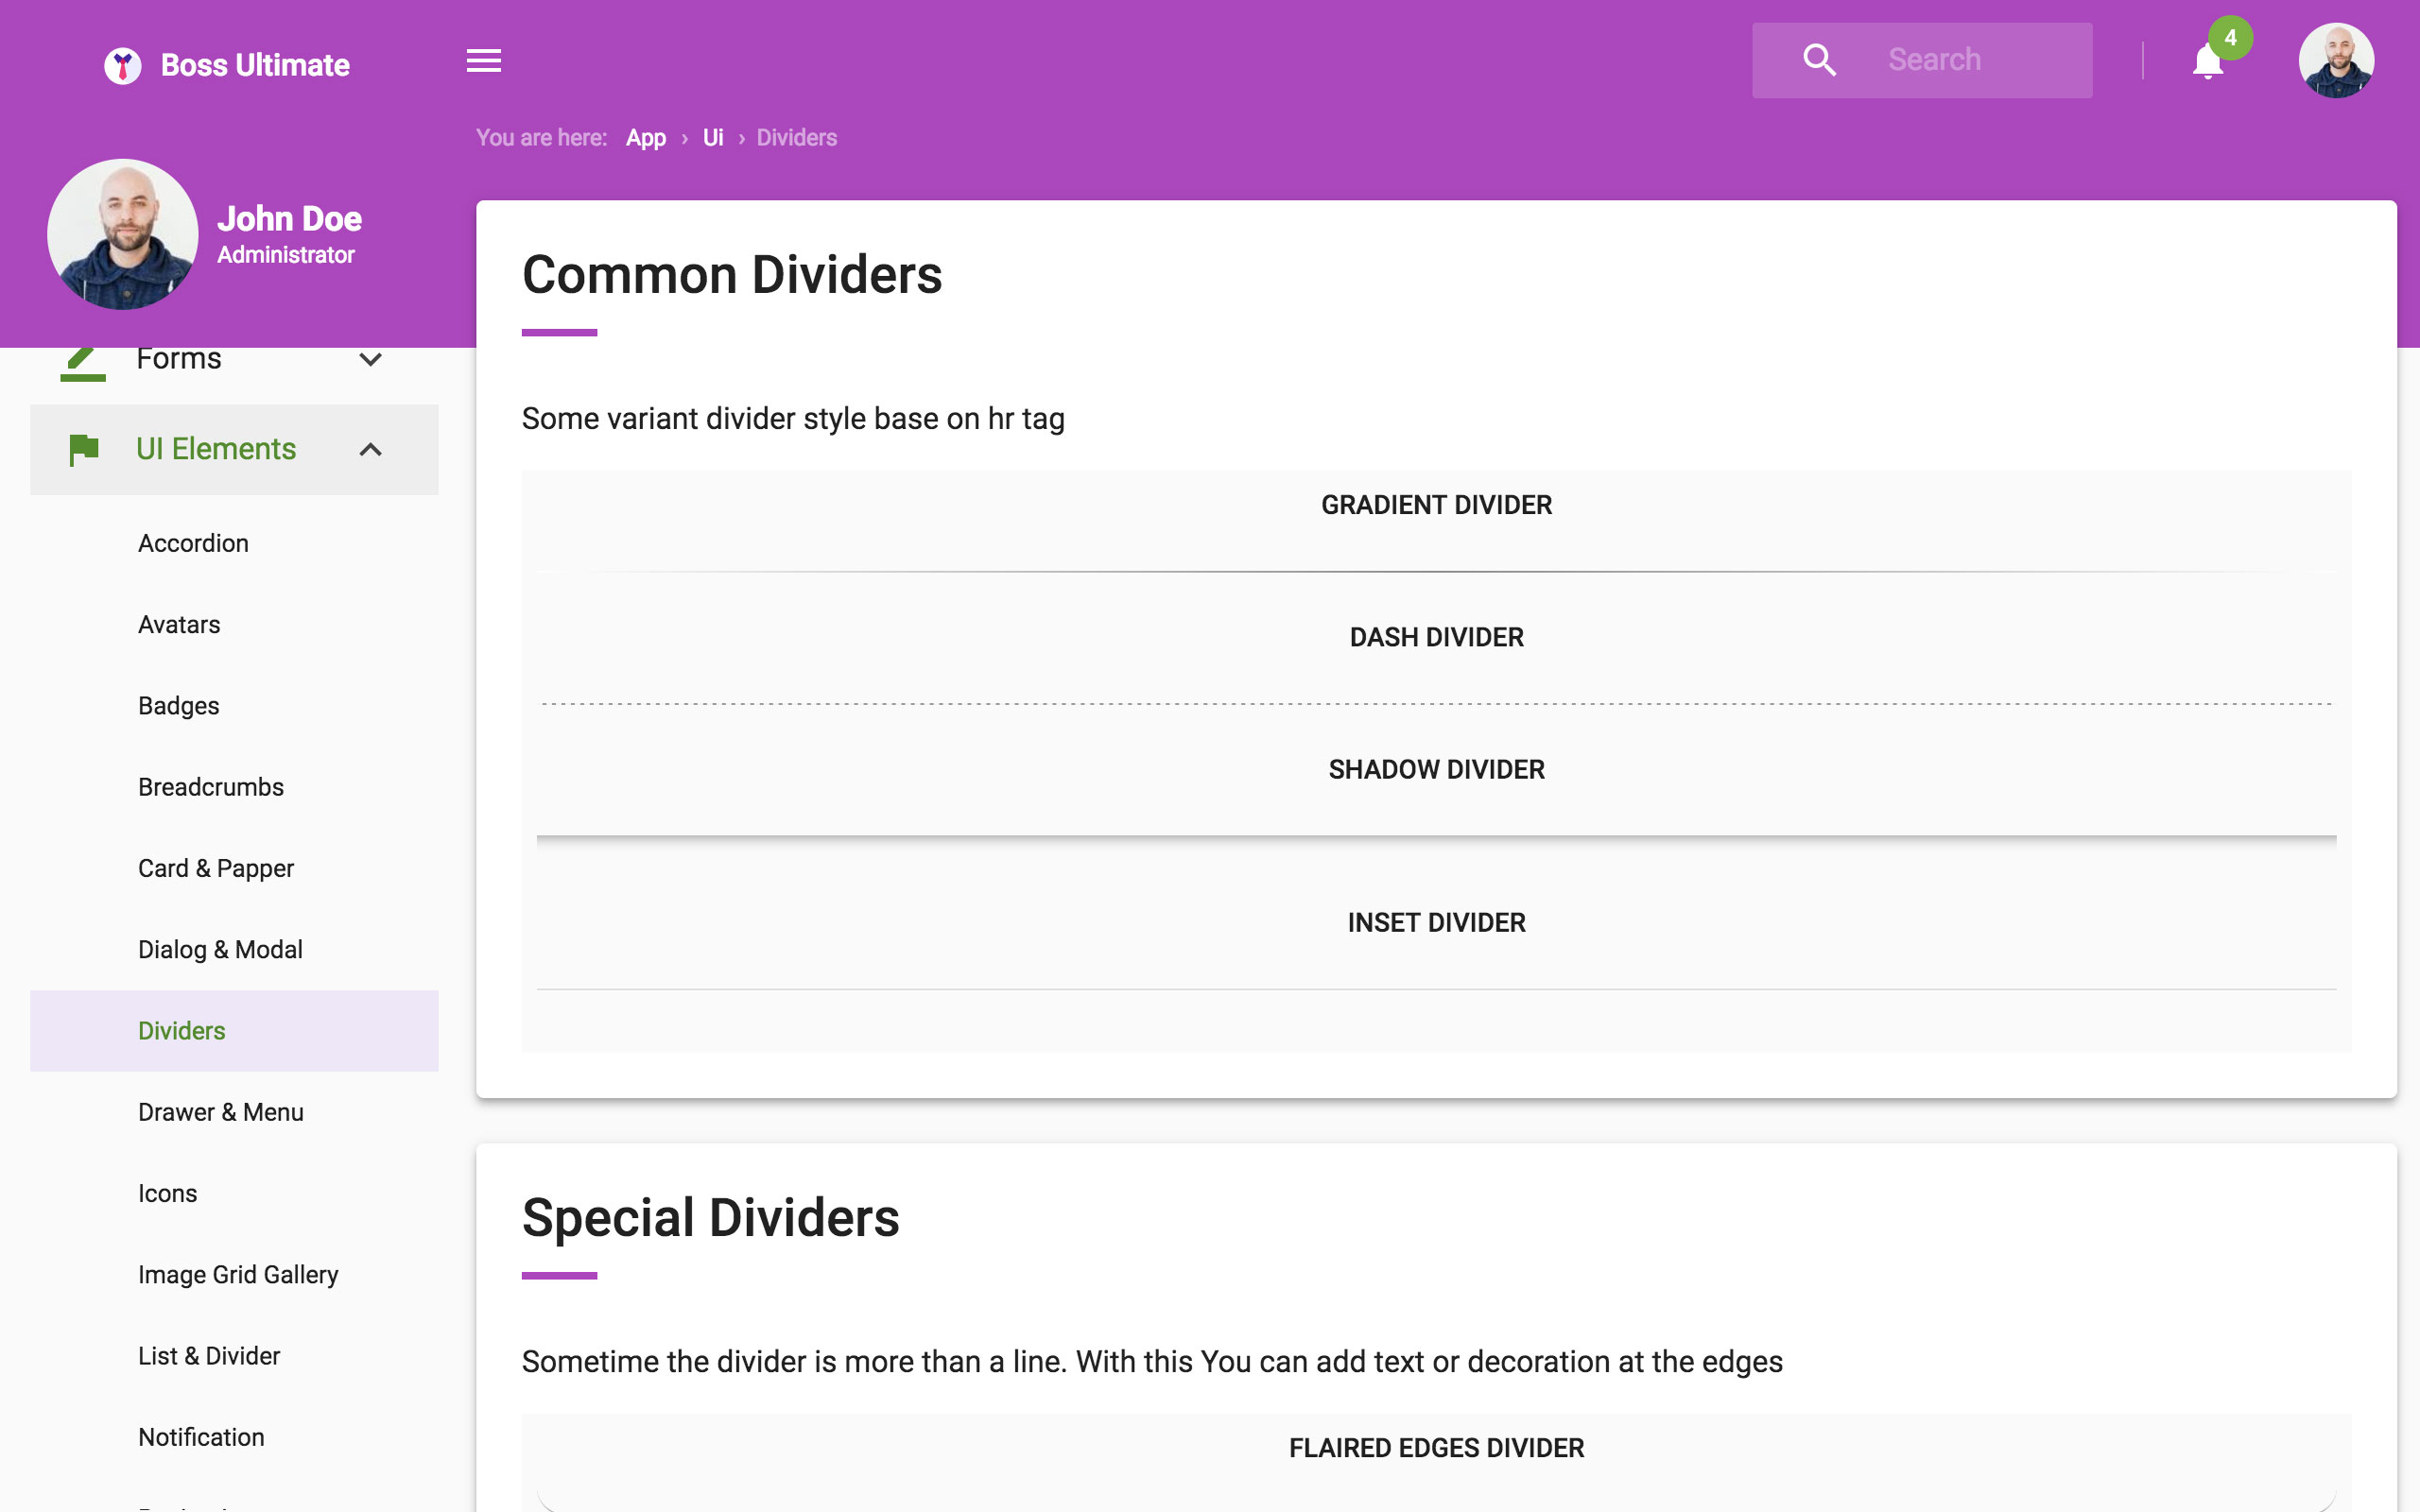 Boss Ultimate
Search
4
You are here: App › Ui › Dividers
John Doe
Administrator
Forms
UI Elements
Accordion
Avatars
Badges
Breadcrumbs
Card & Papper
Dialog & Modal
Dividers
Drawer & Menu
Icons
Image Grid Gallery
List & Divider
Notification
Common Dividers
Some variant divider style base on hr tag
GRADIENT DIVIDER
DASH DIVIDER
SHADOW DIVIDER
INSET DIVIDER
Special Dividers
Sometime the divider is more than a line. With this You can add text or decoration at the edges
FLAIRED EDGES DIVIDER